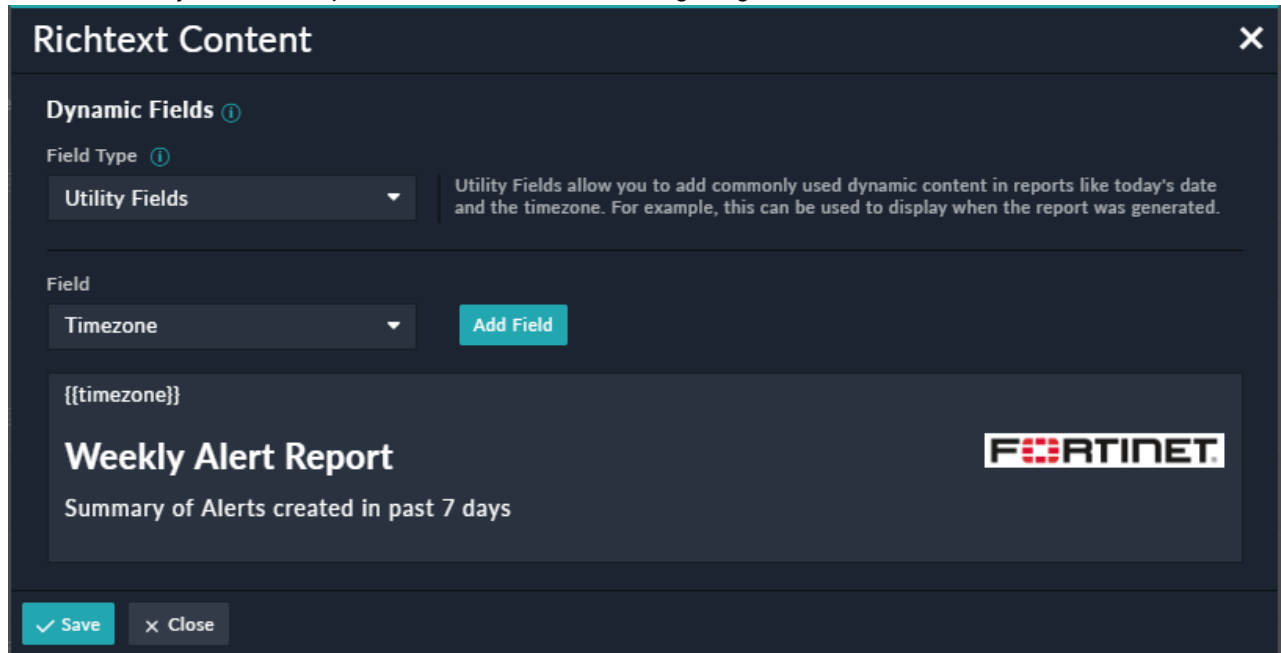 Richtext Content
Dynamic Fields
Field Type
Utility Fields
Utility Fields allow you to add commonly used dynamic content in reports like today's date
and the timezone. For example, this can be used to display when the report was generated.
Field
Timezone
Add Field
{{timezone}}
Weekly Alert Report
FORTINET
Summary of Alerts created in past 7 days
Save
Close